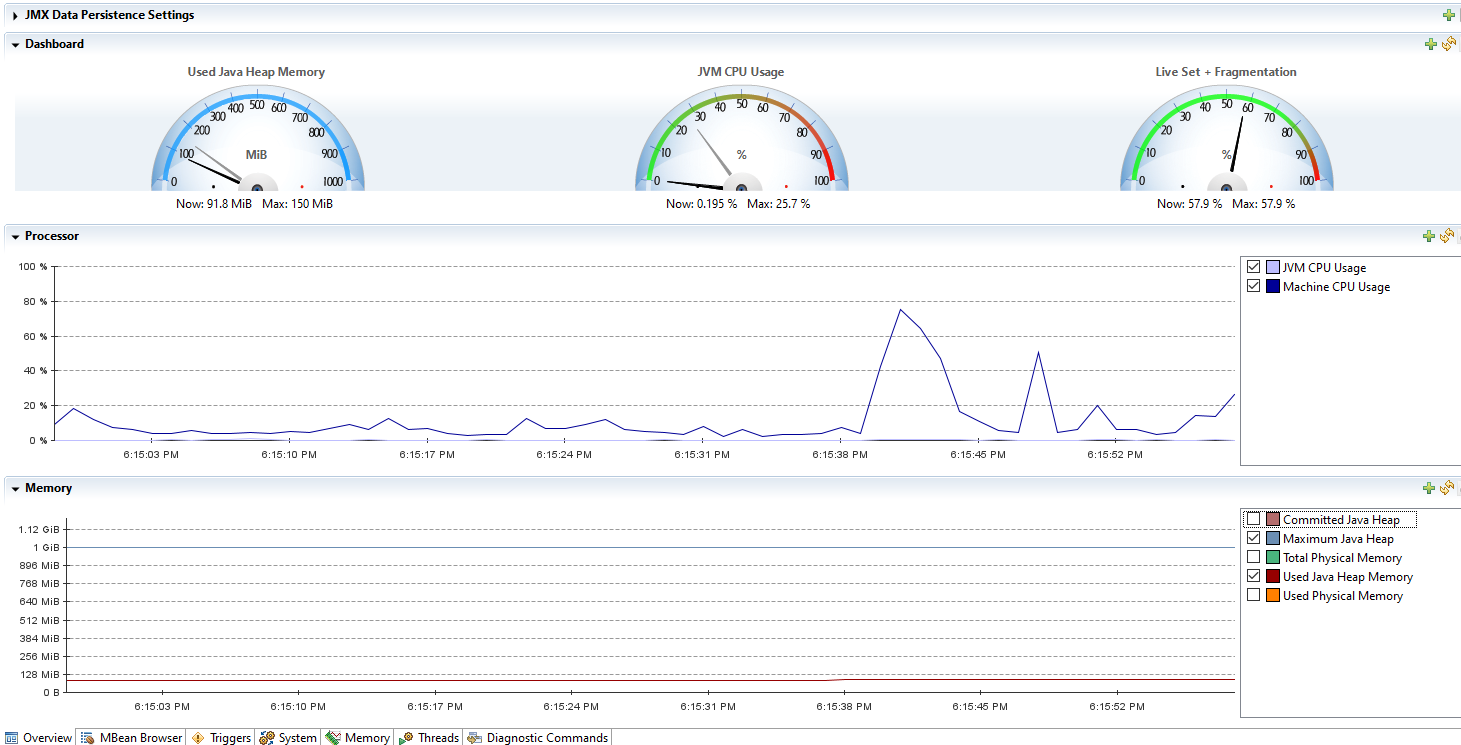 JMX Data Persistence Settings
Dashboard
Used Java Heap Memory
0 100 200 300 400 500 600 700 800 900 1000
MiB
Now: 91.8 MiB Max: 150 MiB
JVM CPU Usage
0 10 20 30 40 50 60 70 80 90 100
%
Now: 0.195 % Max: 25.7 %
Live Set + Fragmentation
0 10 20 30 40 50 60 70 80 90 100
%
Now: 57.9 % Max: 57.9 %
Processor
100 %
80 %
60 %
40 %
20 %
0 %
6:15:03 PM 6:15:10 PM 6:15:17 PM 6:15:24 PM 6:15:31 PM 6:15:38 PM 6:15:45 PM 6:15:52 PM
JVM CPU Usage
Machine CPU Usage
Memory
1.12 GiB
1 GiB
896 MiB
768 MiB
640 MiB
512 MiB
384 MiB
256 MiB
128 MiB
0 B
6:15:03 PM 6:15:10 PM 6:15:17 PM 6:15:24 PM 6:15:31 PM 6:15:38 PM 6:15:45 PM 6:15:52 PM
Committed Java Heap
Maximum Java Heap
Total Physical Memory
Used Java Heap Memory
Used Physical Memory
Overview MBean Browser Triggers System Memory Threads Diagnostic Commands